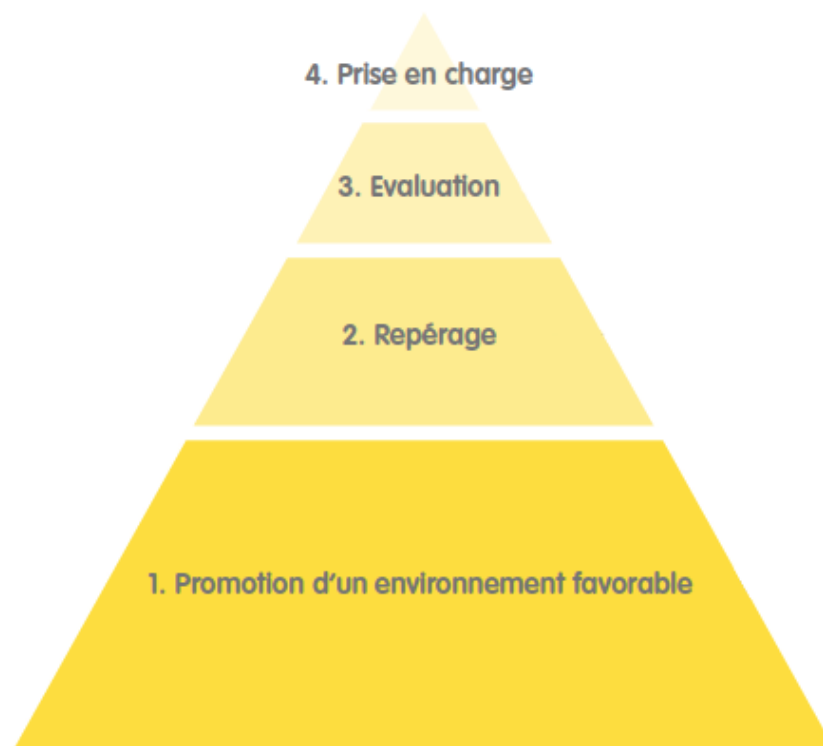 4. Prise en charge
3. Evaluation
2. Repérage
1. Promotion d'un environnement favorable